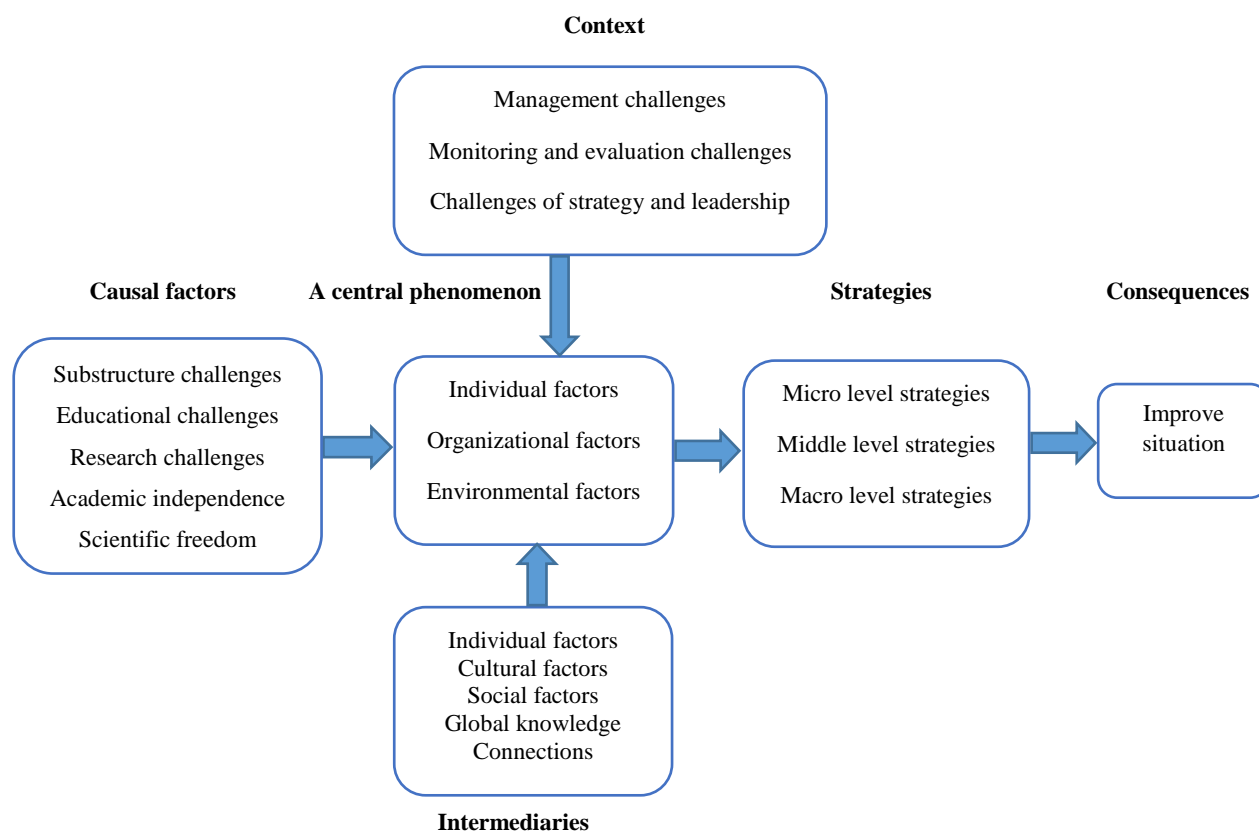 Context
Management challenges
Monitoring and evaluation challenges
Challenges of strategy and leadership
Causal factors
A central phenomenon
Strategies
Consequences
Substructure challenges
Educational challenges
Research challenges
Academic independence
Scientific freedom
Individual factors
Organizational factors
Environmental factors
Micro level strategies
Middle level strategies
Macro level strategies
Improve
situation
Individual factors
Cultural factors
Social factors
Global knowledge
Connections
Intermediaries